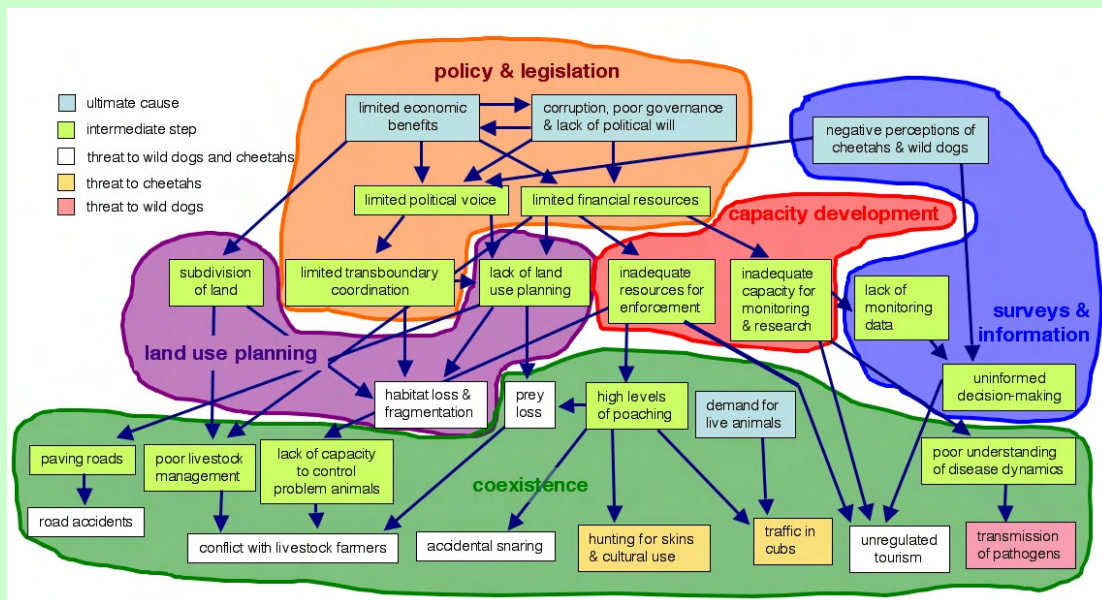 policy & legislation
ultimate cause
intermediate step
threat to wild dogs and cheetahs
threat to cheetahs
threat to wild dogs
limited economic
benefits
corruption, poor governance
& lack of political will
negative perceptions of
cheetahs & wild dogs
limited political voice
limited financial resources
capacity development
subdivision
of land
limited transboundary
coordination
lack of land
use planning
inadequate
resources for
enforcement
inadequate
capacity for
monitoring
& research
lack of
monitoring
data
surveys &
information
land use planning
habitat loss &
fragmentation
prey
loss
high levels
of poaching
demand for
live animals
uninformed
decision-making
paving roads
poor livestock
management
lack of capacity
to control
problem animals
coexistence
poor understanding
of disease dynamics
road accidents
conflict with livestock farmers
accidental snaring
hunting for skins
& cultural use
traffic in
cubs
unregulated
tourism
transmission
of pathogens